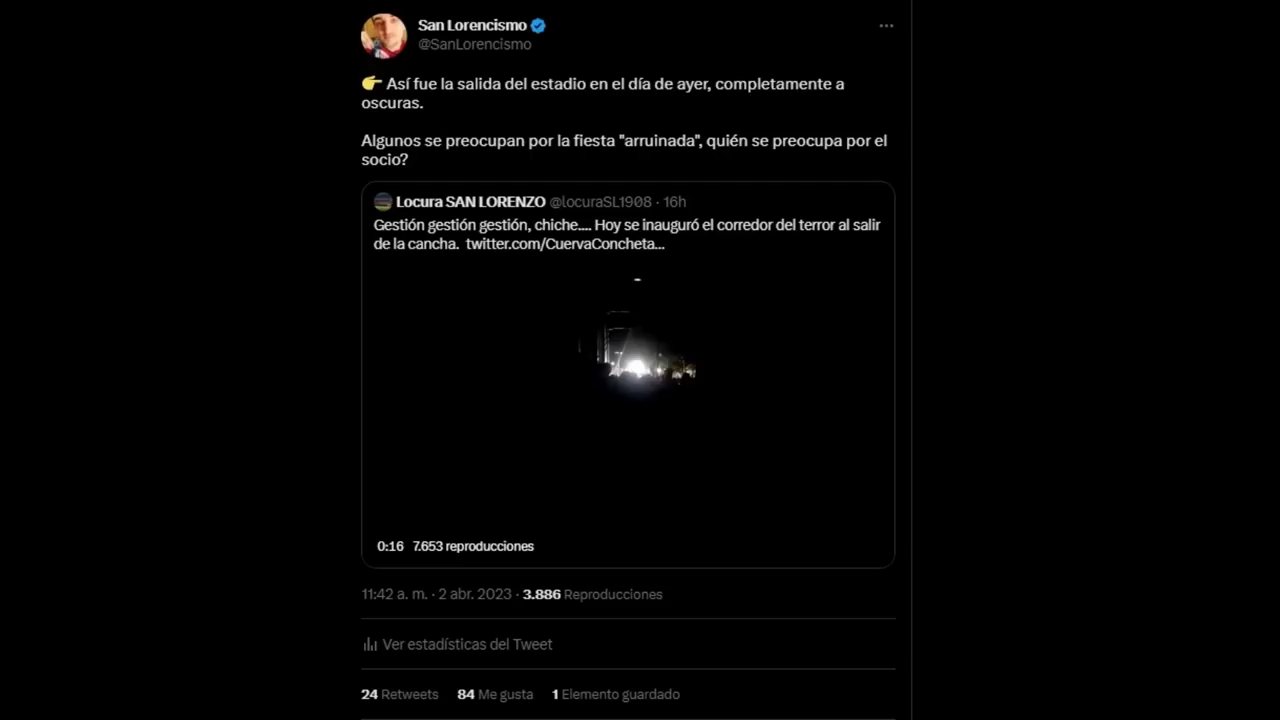 San Lorencismo
@SanLorencismo
👉 Así fue la salida del estadio en el día de ayer, completamente a
oscuras.
Algunos se preocupan por la fiesta "arruinada", quién se preocupa por el
socio?
Locura SAN LORENZO @locuraSL1908 · 16h
Gestión gestión gestión, chiche.... Hoy se inauguró el corredor del terror al salir
de la cancha. twitter.com/CuervaConcheta...
0:16 7.653 reproducciones
11:42 a. m. · 2 abr. 2023 · 3.886 Reproducciones
Ver estadísticas del Tweet
24 Retweets 84 Me gusta 1 Elemento guardado